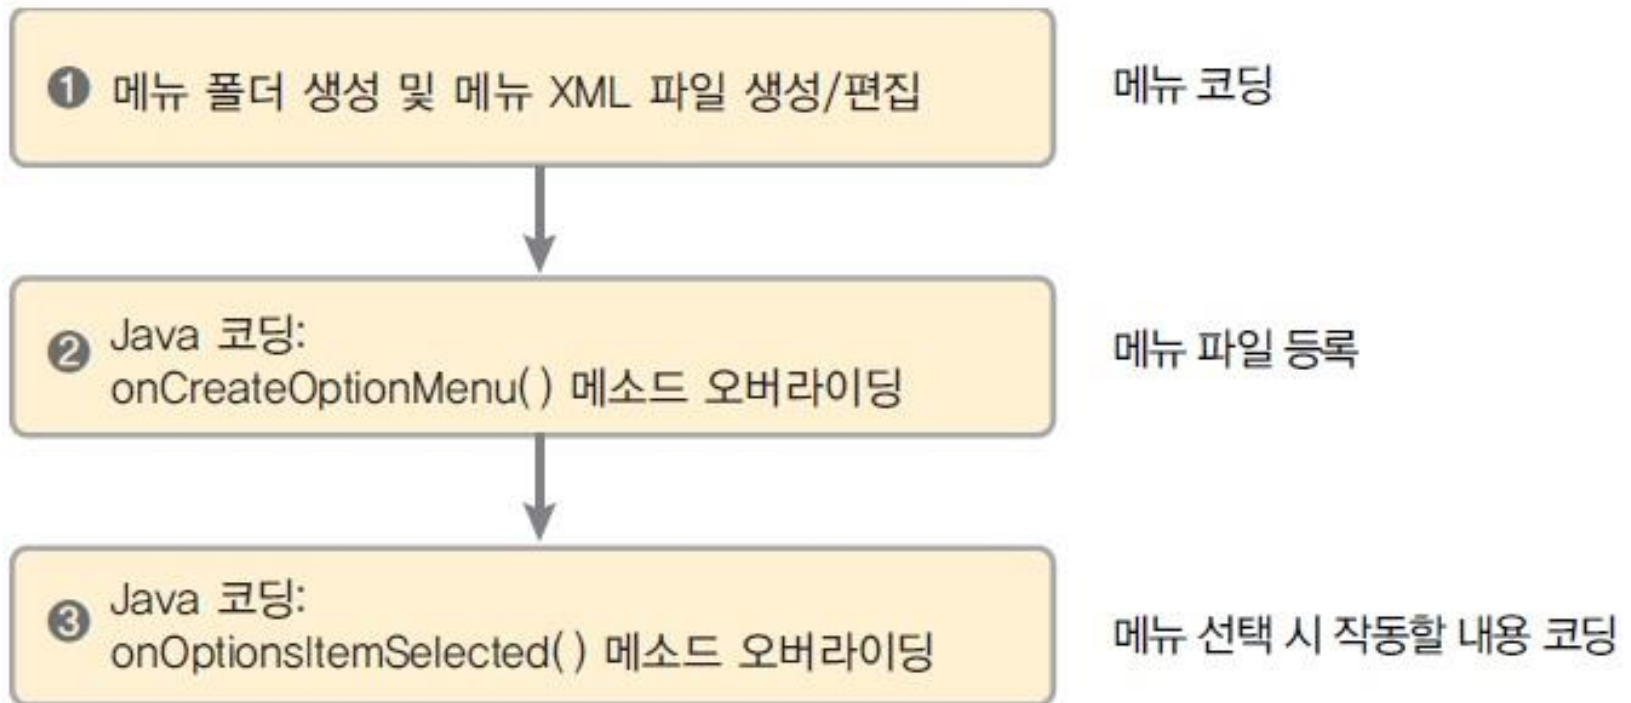 ❶ 메뉴 폴더 생성 및 메뉴 XML 파일 생성/편집
메뉴 코딩
❷ Java 코딩:
onCreateOptionMenu( ) 메소드 오버라이딩
메뉴 파일 등록
❸ Java 코딩:
onOptionsItemSelected( ) 메소드 오버라이딩
메뉴 선택 시 작동할 내용 코딩